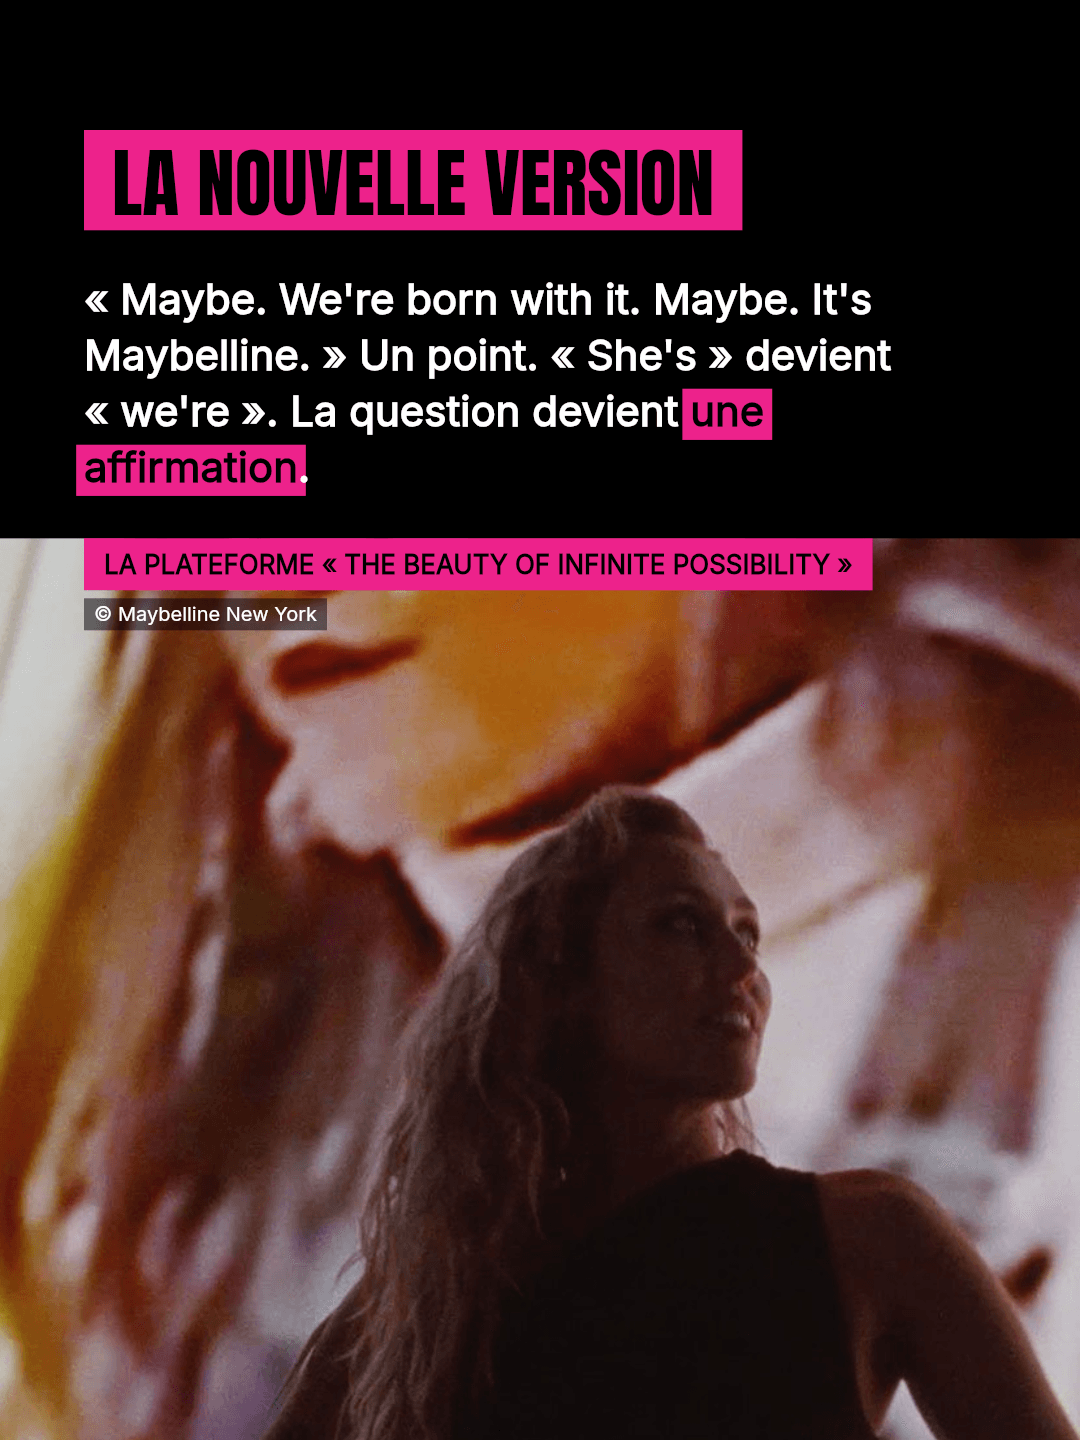 LA NOUVELLE VERSION
« Maybe. We're born with it. Maybe. It's
Maybelline. » Un point. « She's » devient
« we're ». La question devient une
affirmation.
LA PLATEFORME « THE BEAUTY OF INFINITE POSSIBILITY »
© Maybelline New York